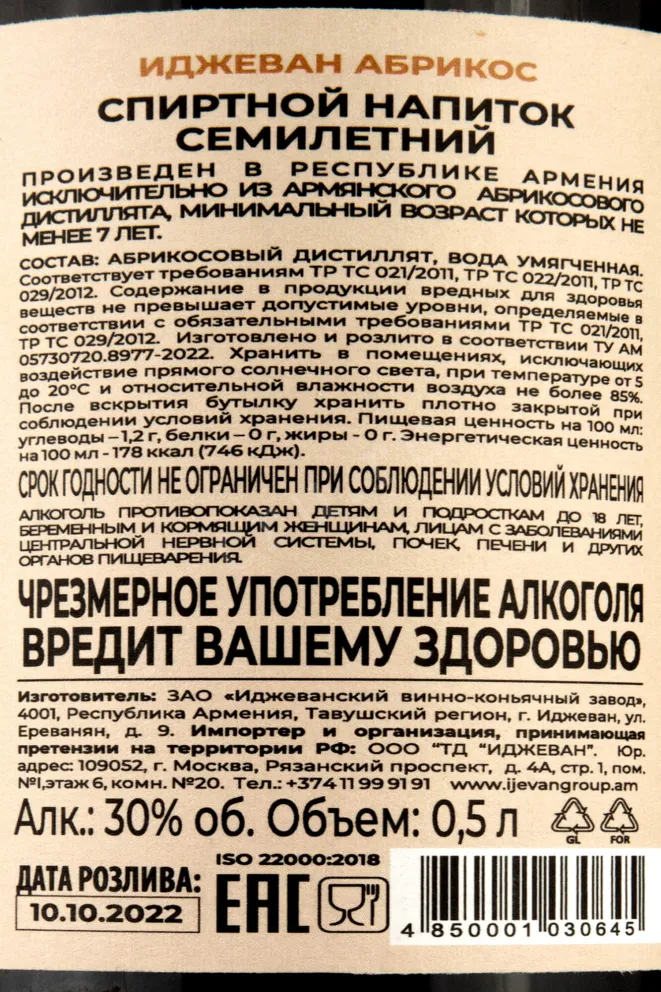 ИДЖЕВАН АБРИКОС
СПИРТНОЙ НАПИТОК
СЕМИЛЕТНИЙ
ПРОИЗВЕДЕН В РЕСПУБЛИКЕ АРМЕНИЯ
ИСКЛЮЧИТЕЛЬНО ИЗ АРМЯНСКОГО АБРИКОСОВОГО
ДИСТИЛЛЯТА, МИНИМАЛЬНЫЙ ВОЗРАСТ КОТОРЫХ НЕ
МЕНЕЕ 7 ЛЕТ.
СОСТАВ: АБРИКОСОВЫЙ ДИСТИЛЛЯТ, ВОДА УМЯГЧЕННАЯ.
Соответствует требованиям ТР ТС 021/2011, ТР ТС 022/2011, ТР ТС
029/2012. Содержание в продукции вредных для здоровья
веществ не превышает допустимые уровни, определяемые в
соответствии с обязательными требованиями ТР ТС 021/2011,
ТР ТС 029/2012. Изготовлено и розлито в соответствии ТУ АМ
05730720.8977-2022. Хранить в помещениях, исключающих
воздействие прямого солнечного света, при температуре от 5
до 20°С и относительной влажности воздуха не более 85%.
После вскрытия бутылку хранить плотно закрытой при
соблюдении условий хранения. Пищевая ценность на 100 мл:
углеводы – 1,2 г, белки – 0 г, жиры - 0 г. Энергетическая ценность
на 100 мл - 178 ккал (746 кДж).
СРОК ГОДНОСТИ НЕ ОГРАНИЧЕН ПРИ СОБЛЮДЕНИИ УСЛОВИЙ ХРАНЕНИЯ
АЛКОГОЛЬ ПРОТИВОПОКАЗАН ДЕТЯМ И ПОДРОСТКАМ ДО 18 ЛЕТ,
БЕРЕМЕННЫМ И КОРМЯЩИМ ЖЕНЩИНАМ, ЛИЦАМ С ЗАБОЛЕВАНИЯМИ
ЦЕНТРАЛЬНОЙ НЕРВНОЙ СИСТЕМЫ, ПОЧЕК, ПЕЧЕНИ И ДРУГИХ
ОРГАНОВ ПИЩЕВАРЕНИЯ.
ЧРЕЗМЕРНОЕ УПОТРЕБЛЕНИЕ АЛКОГОЛЯ
ВРЕДИТ ВАШЕМУ ЗДОРОВЬЮ
Изготовитель: ЗАО «Иджеванский винно-коньячный завод»,
4001, Республика Армения, Тавушский регион, г. Иджеван, ул.
Ереванян, д. 9. Импортер и организация, принимающая
претензии на территории РФ: ООО "ТД "ИДЖЕВАН". Юр.
адрес: 109052, г. Москва, Рязанский проспект, д. 4А, стр. 1, пом.
№I, этаж 6, комн. №20. Тел.: +374 11 99 91 91 www.ijevangroup.am
Алк.: 30% об. Объем: 0,5 л
GL FOR
ISO 22000:2018
ДАТА РОЗЛИВА:
10.10.2022
EAC
4 850001 030645